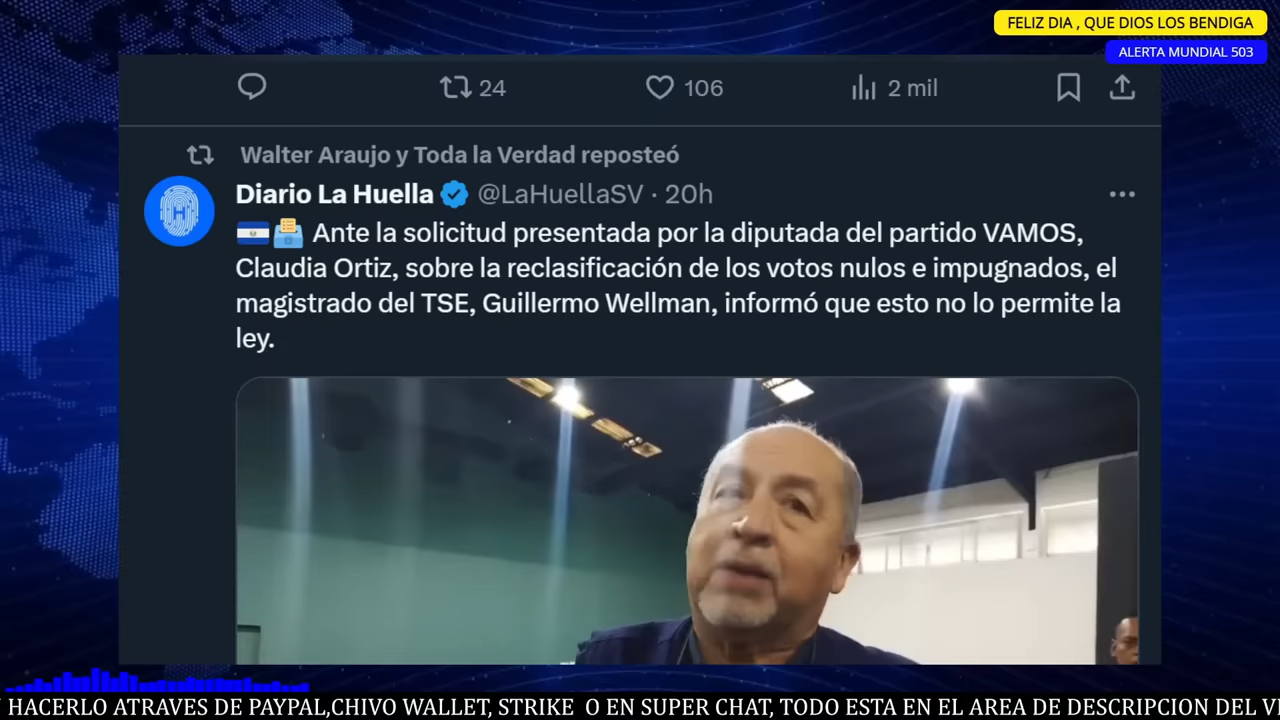 FELIZ DIA , QUE DIOS LOS BENDIGA
ALERTA MUNDIAL 503
24 106 2 mil
Walter Araujo y Toda la Verdad reposteó
Diario La Huella @LaHuellaSV · 20h
Ante la solicitud presentada por la diputada del partido VAMOS,
Claudia Ortiz, sobre la reclasificación de los votos nulos e impugnados, el
magistrado del TSE, Guillermo Wellman, informó que esto no lo permite la
ley.
HACERLO ATRAVES DE PAYPAL,CHIVO WALLET, STRIKE O EN SUPER CHAT, TODO ESTA EN EL AREA DE DESCRIPCION DEL